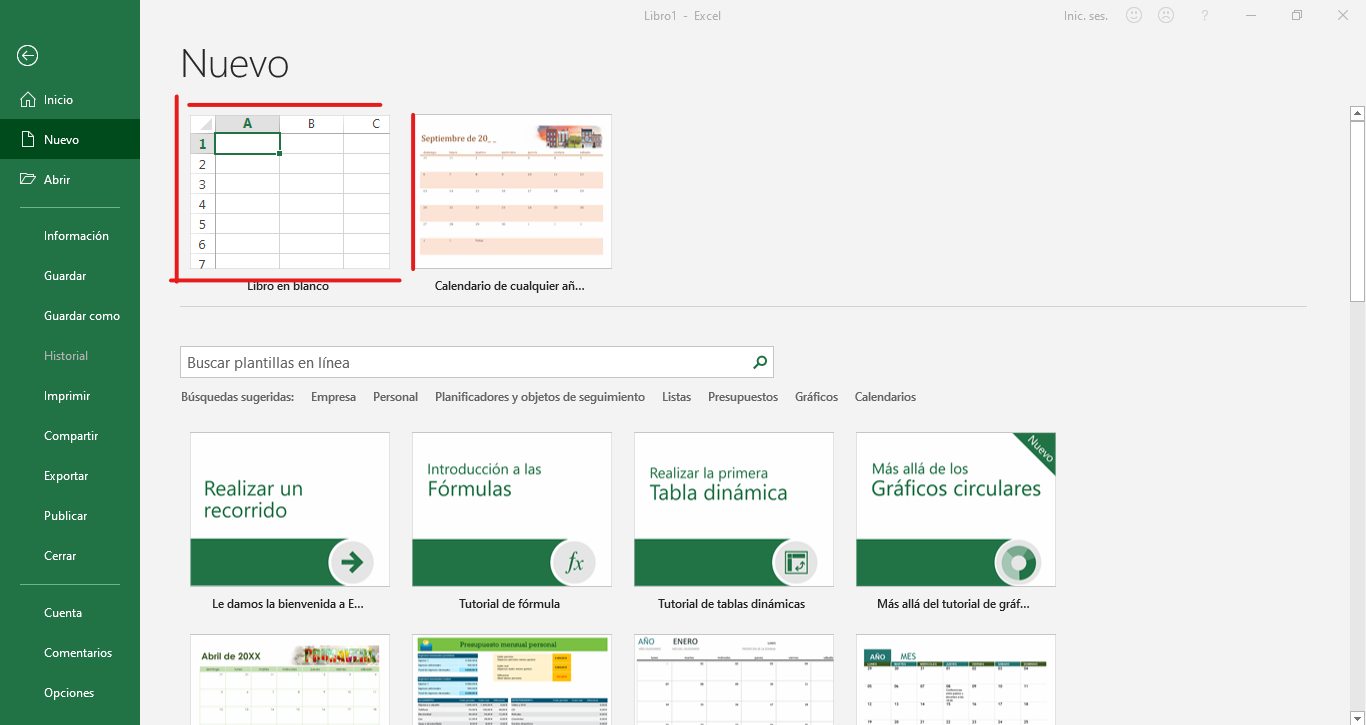 Libro1 - Excel
Inic. ses.
?
Nuevo
Inicio
Nuevo
Abrir
Información
Guardar
Guardar como
Historial
Imprimir
Compartir
Exportar
Publicar
Cerrar
Cuenta
Comentarios
Opciones
A B C
1
2
3
4
5
6
7
Libro en blanco
Septiembre de 20_ _
Calendario de cualquier añ...
Buscar plantillas en línea
Búsquedas sugeridas: Empresa Personal Planificadores y objetos de seguimiento Listas Presupuestos Gráficos Calendarios
Realizar un
recorrido
Le damos la bienvenida a E...
Introducción a las
Fórmulas
fx
Tutorial de fórmula
Realizar la primera
Tabla dinámica
Tutorial de tablas dinámicas
Nuevo
Más allá de los
Gráficos circulares
Más allá del tutorial de gráf...
Abril de 20XX
PRIMAVERA
Presupuesto mensual personal
AÑO ENERO
AÑO MES